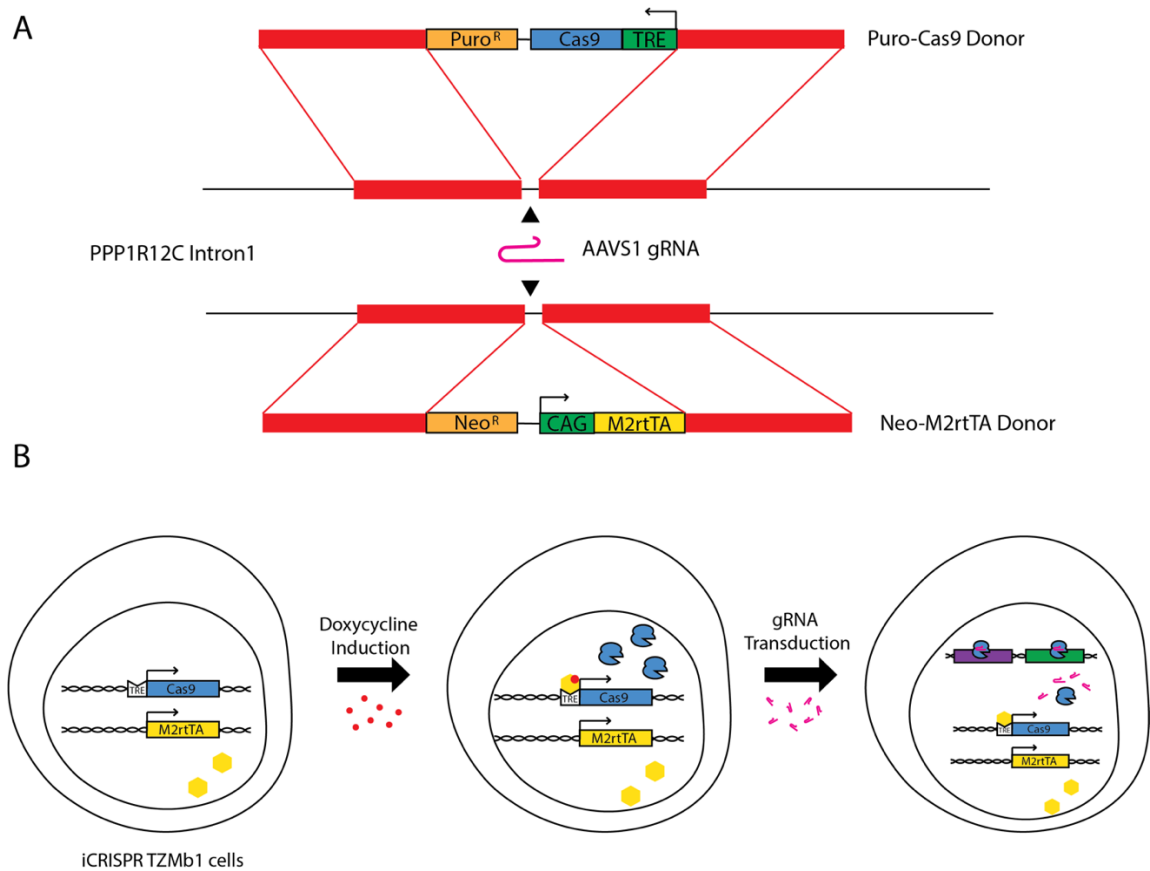 A
Puro R Cas9 TRE
Puro-Cas9 Donor
PPP1R12C Intron1
AAVS1 gRNA
Neo R CAG M2rtTA
Neo-M2rtTA Donor
B
Doxycycline
Induction
gRNA
Transduction
TRE Cas9
M2rtTA
TRE Cas9
M2rtTA
TRE Cas9
M2rtTA
iCRISPR TZMb1 cells